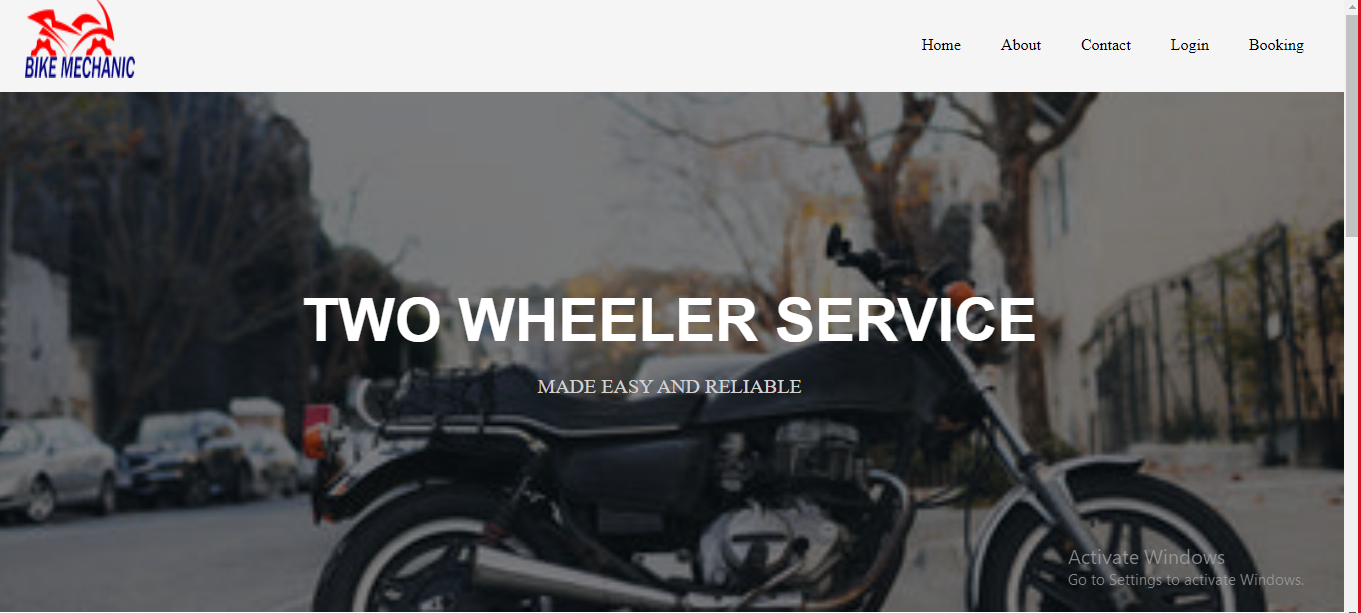 BIKE MECHANIC
Home About Contact Login Booking
TWO WHEELER SERVICE
MADE EASY AND RELIABLE
Activate Windows
Go to Settings to activate Windows.